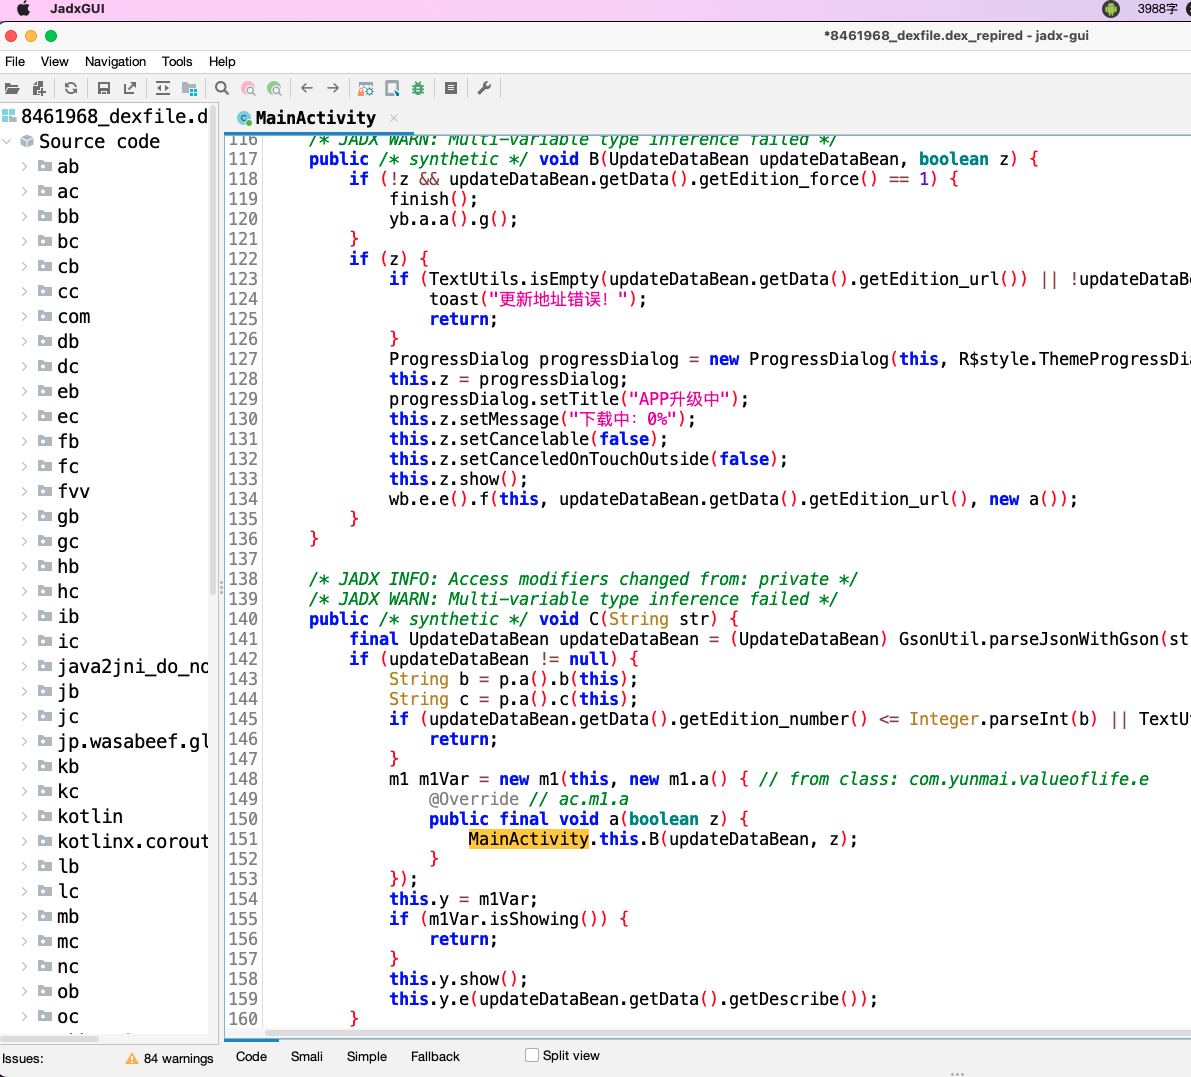 JadxGUI
3988字
*8461968_dexfile.dex_repired - jadx-gui
File View Navigation Tools Help
8461968_dexfile.d
Source code
ab
ac
bb
bc
cb
cc
com
db
dc
eb
ec
fb
fc
fvv
gb
gc
hb
hc
ib
ic
java2jni_do_no
jb
jc
jp.wasabeef.gl
kb
kc
kotlin
kotlinx.corout
lb
lc
mb
mc
nc
ob
oc
MainActivity
116 /* JADX WARN: Multi-variable type inference failed */
117 public /* synthetic */ void B(UpdateDataBean updateDataBean, boolean z) {
118 if (!z && updateDataBean.getData().getEdition_force() == 1) {
119 finish();
120 yb.a.a().g();
121 }
122 if (z) {
123 if (TextUtils.isEmpty(updateDataBean.getData().getEdition_url()) || !updateDataB
124 toast("更新地址错误! ");
125 return;
126 }
127 ProgressDialog progressDialog = new ProgressDialog(this, R$style.ThemeProgressDi
128 this.z = progressDialog;
129 progressDialog.setTitle("APP升级中");
130 this.z.setMessage("下载中: 0%");
131 this.z.setCancelable(false);
132 this.z.setCanceledOnTouchOutside(false);
133 this.z.show();
134 wb.e.e().f(this, updateDataBean.getData().getEdition_url(), new a());
135 }
136 }
137
138 /* JADX INFO: Access modifiers changed from: private */
139 /* JADX WARN: Multi-variable type inference failed */
140 public /* synthetic */ void C(String str) {
141 final UpdateDataBean updateDataBean = (UpdateDataBean) GsonUtil.parseJsonWithGson(st
142 if (updateDataBean != null) {
143 String b = p.a().b(this);
144 String c = p.a().c(this);
145 if (updateDataBean.getData().getEdition_number() <= Integer.parseInt(b) || TextU
146 return;
147 }
148 m1 m1Var = new m1(this, new m1.a() { // from class: com.yunmai.valueoflife.e
149 @Override // ac.m1.a
150 public final void a(boolean z) {
151 MainActivity.this.B(updateDataBean, z);
152 }
153 });
154 this.y = m1Var;
155 if (m1Var.isShowing()) {
156 return;
157 }
158 this.y.show();
159 this.y.e(updateDataBean.getData().getDescribe());
160 }
Issues: 84 warnings
Code Smali Simple Fallback Split view